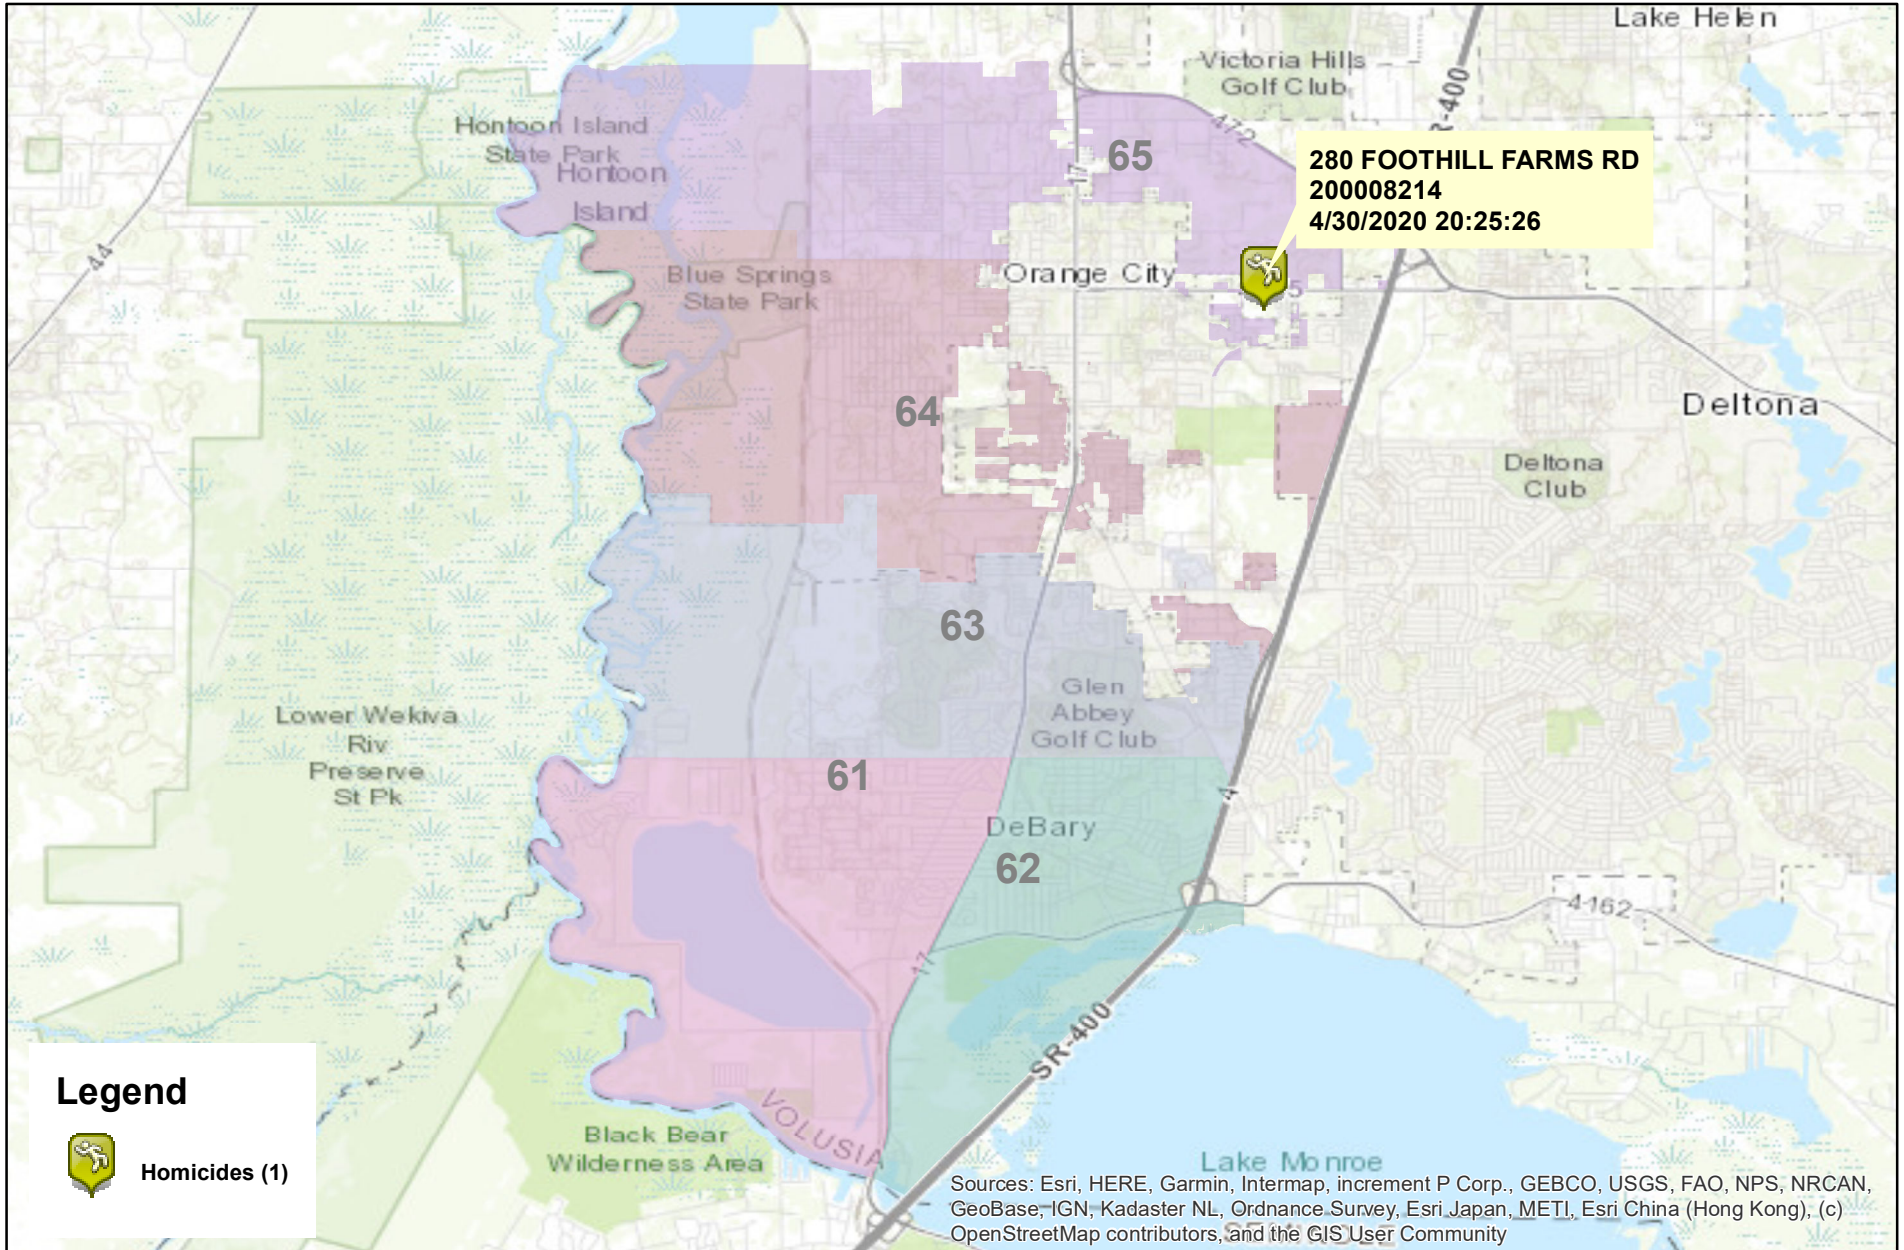 Lake Helen
Victoria Hills
Golf Club
R-400
472
Hontoon Island
State Park
Hontoon
Island
65
17
280 FOOTHILL FARMS RD
200008214
4/30/2020 20:25:26
44
Blue Springs
State Park
Orange City
5
64
Deltona
Deltona
Club
63
Glen
Abbey
Golf Club
Lower Wekiva
Riv
Preserve
St Pk
61
4
DeBary
62
4162
17
SR-400
Legend
Homicides (1)
VOLUSIA
Black Bear
Wilderness Area
Lake Monroe
Sources: Esri, HERE, Garmin, Intermap, increment P Corp., GEBCO, USGS, FAO, NPS, NRCAN,
GeoBase, IGN, Kadaster NL, Ordnance Survey, Esri Japan, METI, Esri China (Hong Kong), (c)
OpenStreetMap contributors, and the GIS User Community